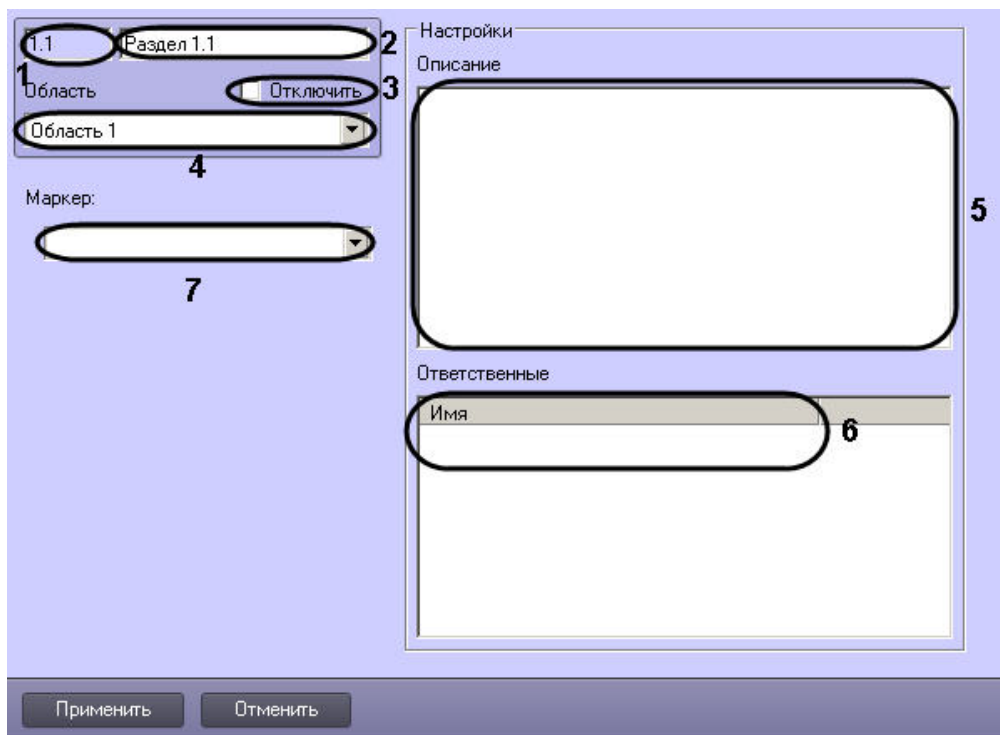 1.1
Раздел 1.1
2
1
Область
Отключить
3
Область 1
4
Маркер:
7
Настройки
Описание
5
Ответственные
Имя
6
Применить
Отменить